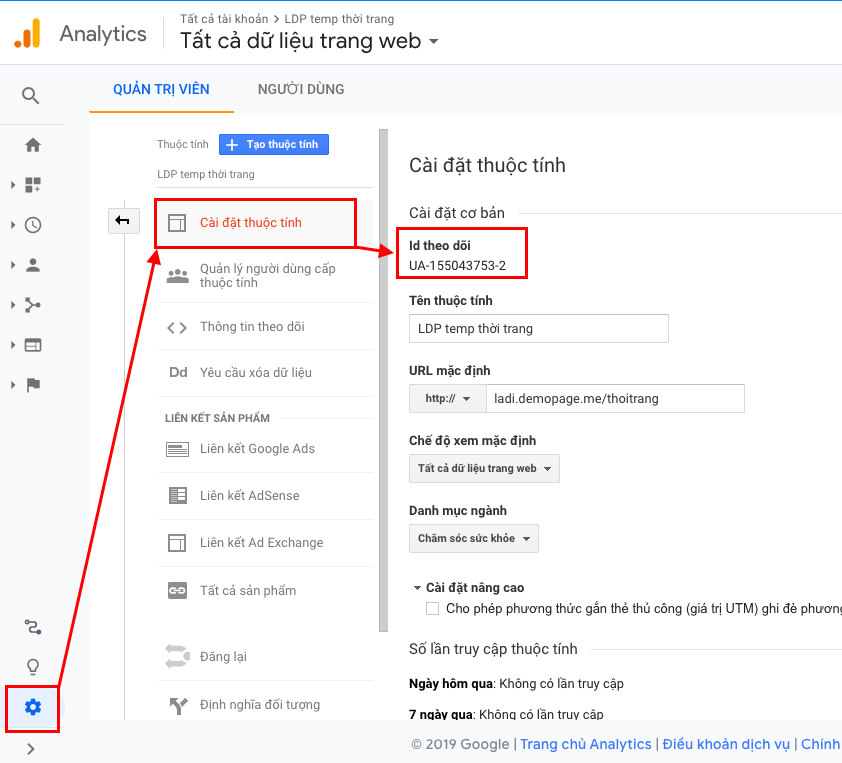 Analytics
Tất cả tài khoản > LDP temp thời trang
Tất cả dữ liệu trang web
QUẢN TRỊ VIÊN
NGƯỜI DÙNG
Thuộc tính
Tạo thuộc tính
LDP temp thời trang
Cài đặt thuộc tính
Quản lý người dùng cấp
thuộc tính
Thông tin theo dõi
Dd Yêu cầu xóa dữ liệu
LIÊN KẾT SẢN PHẨM
Liên kết Google Ads
Liên kết AdSense
Liên kết Ad Exchange
Tất cả sản phẩm
Đăng lại
Định nghĩa đối tượng
Cài đặt thuộc tính
Cài đặt cơ bản
Id theo dõi
UA-155043753-2
Tên thuộc tính
LDP temp thời trang
URL mặc định
http:// ladi.demopage.me/thoitrang
Chế độ xem mặc định
Tất cả dữ liệu trang web
Danh mục ngành
Chăm sóc sức khỏe
Cài đặt nâng cao
Cho phép phương thức gắn thẻ thủ công (giá trị UTM) ghi đè phương
Số lần truy cập thuộc tính
Ngày hôm qua: Không có lần truy cập
7 ngày qua: Không có lần truy cập
© 2019 Google | Trang chủ Analytics | Điều khoản dịch vụ | Chính